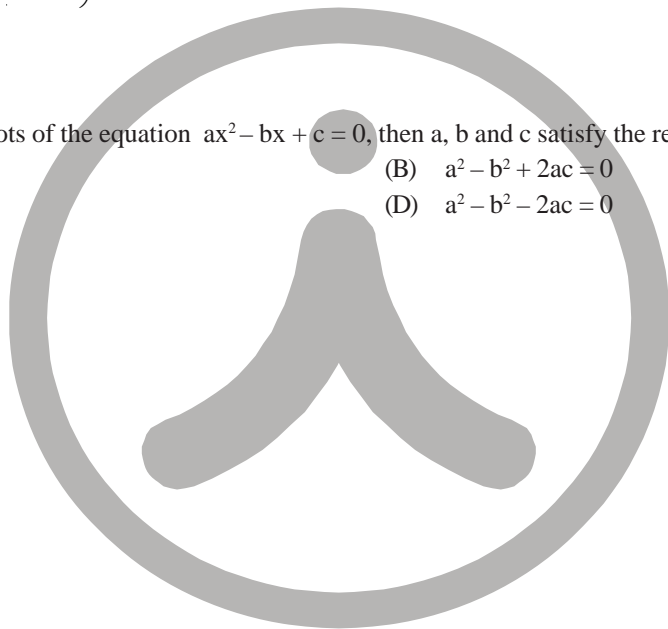 ots of the equation ax² – bx + c = 0, then a, b and c satisfy the re
(B) a² – b² + 2ac = 0
(D) a² – b² – 2ac = 0